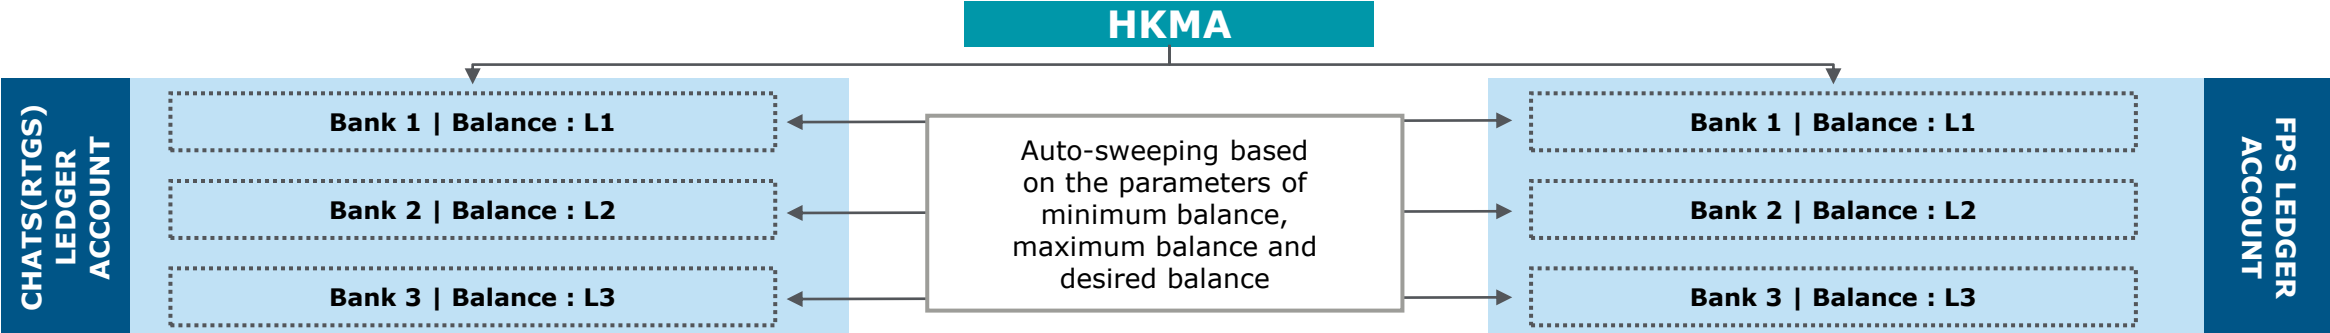 HKMA
CHATS(RTGS)
LEDGER
ACCOUNT
Bank 1 | Balance : L1
Bank 2 | Balance : L2
Bank 3 | Balance : L3
Auto-sweeping based
on the parameters of
minimum balance,
maximum balance and
desired balance
Bank 1 | Balance : L1
Bank 2 | Balance : L2
Bank 3 | Balance : L3
FPS LEDGER
ACCOUNT